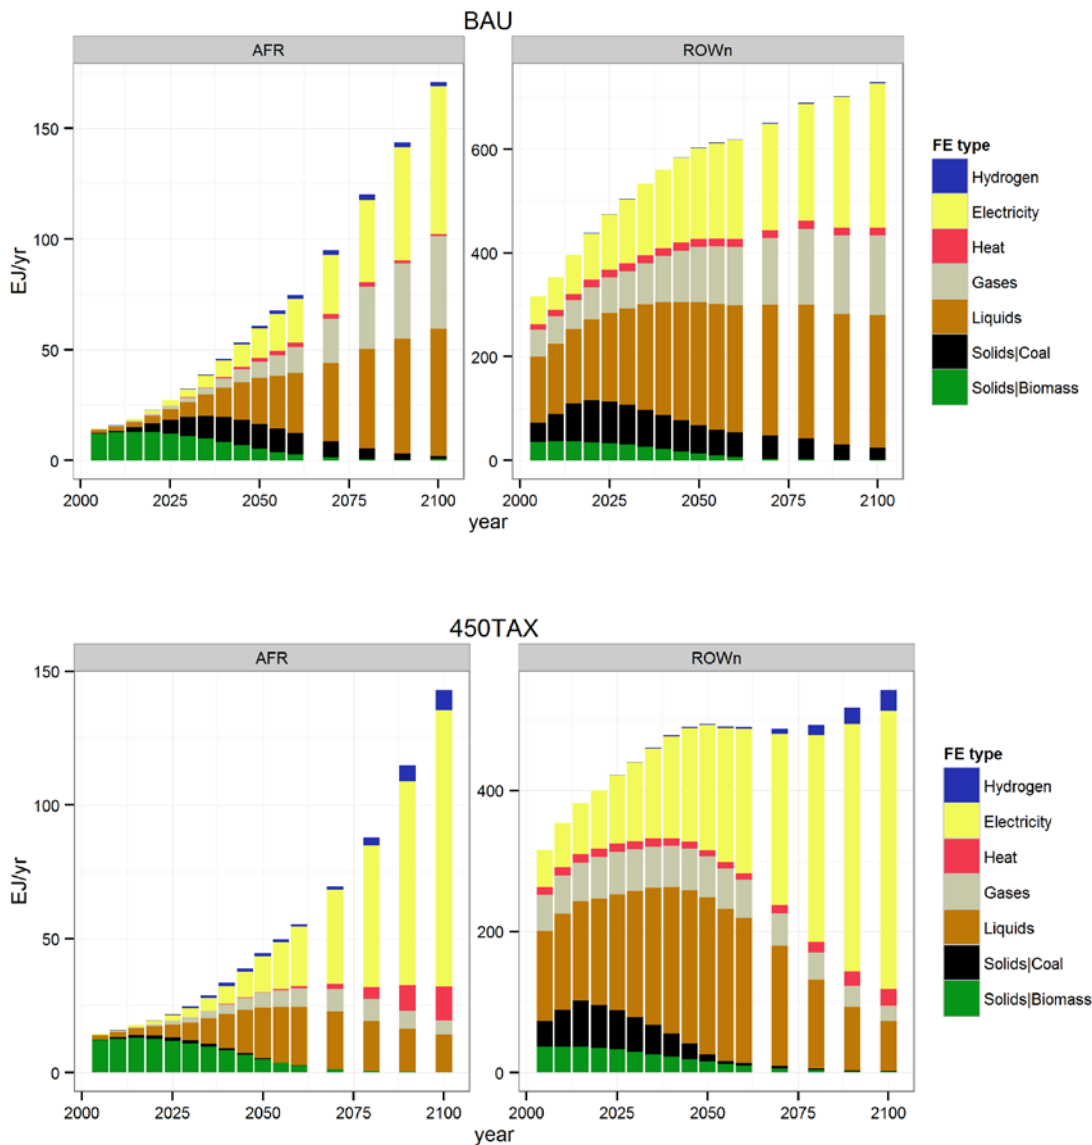 BAU
AFR
ROWn
150
100
50
0
EJ/yr
600
400
200
0
2000 2025 2050 2075 2100
2000 2025 2050 2075 2100
year
FE type
Hydrogen
Electricity
Heat
Gases
Liquids
Solids|Coal
Solids|Biomass
450TAX
AFR
ROWn
150
100
50
0
EJ/yr
400
200
0
2000 2025 2050 2075 2100
2000 2025 2050 2075 2100
year
FE type
Hydrogen
Electricity
Heat
Gases
Liquids
Solids|Coal
Solids|Biomass